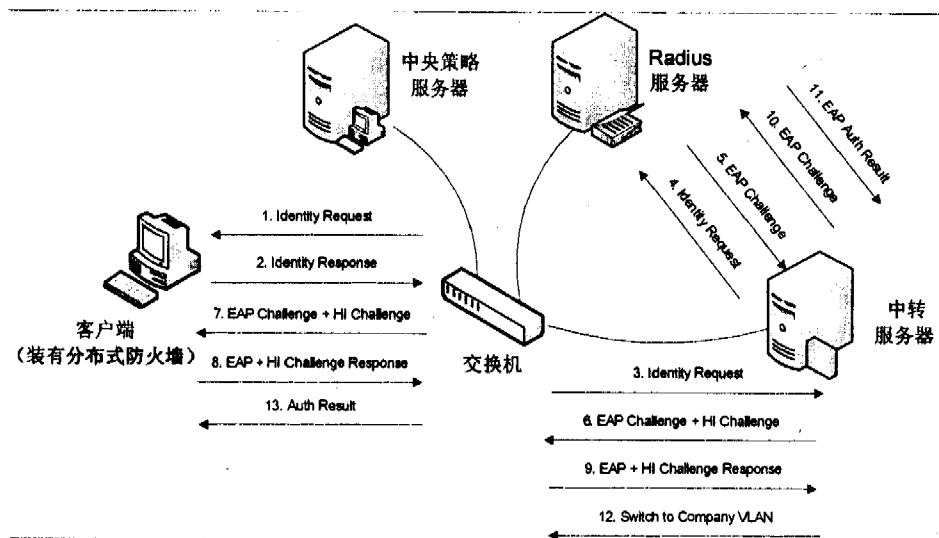 中央策略
服务器
Radius
服务器
11. EAP Auth Result
10. EAP Challenge
5. EAP Challenge
4. Identity Request
1. Identity Request
2. Identity Response
7. EAP Challenge + HI Challenge
客户端
（装有分布式防火墙）
8. EAP + HI Challenge Response
13. Auth Result
交换机
中转
服务器
3. Identity Request
6. EAP Challenge + HI Challenge
9. EAP + HI Challenge Response
12. Switch to Company VLAN